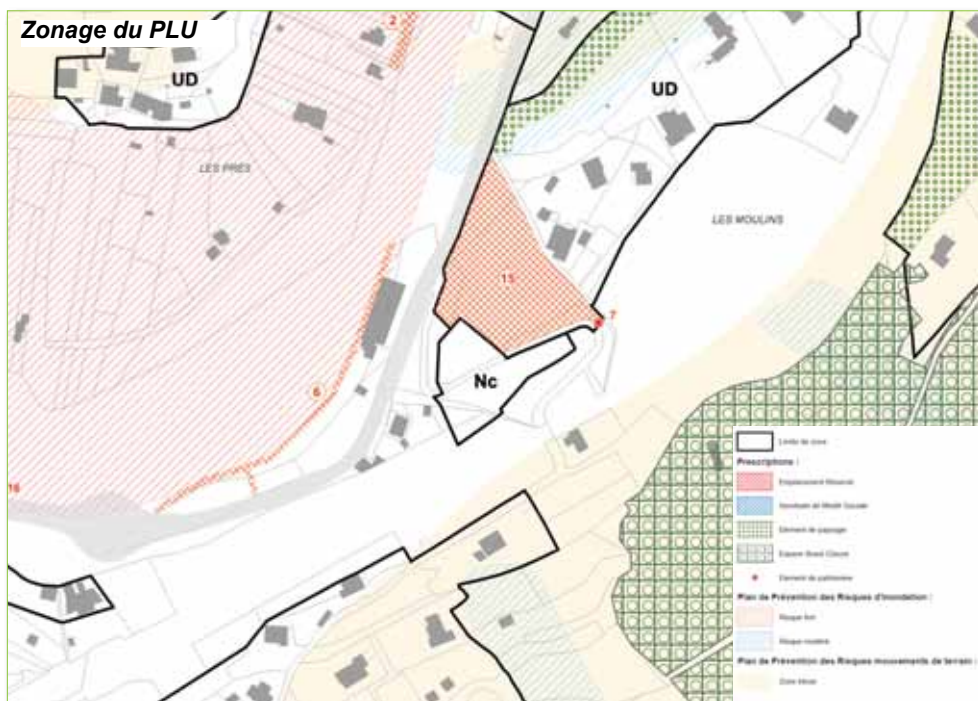 Zonage du PLU
2
UD
UD
LES PRES
LES MOULINS
15
7
Nc
6
18
Limite de zone
Prescriptions :
Emplacement Réservé
Servitude de Mixité Sociale
Elément de paysage
Espace Boisé Classé
Elément de patrimoine
Plan de Prévention des Risques d'Inondation :
Risque fort
Risque modéré
Plan de Prévention des Risques mouvements de terrain :
Zone bleue